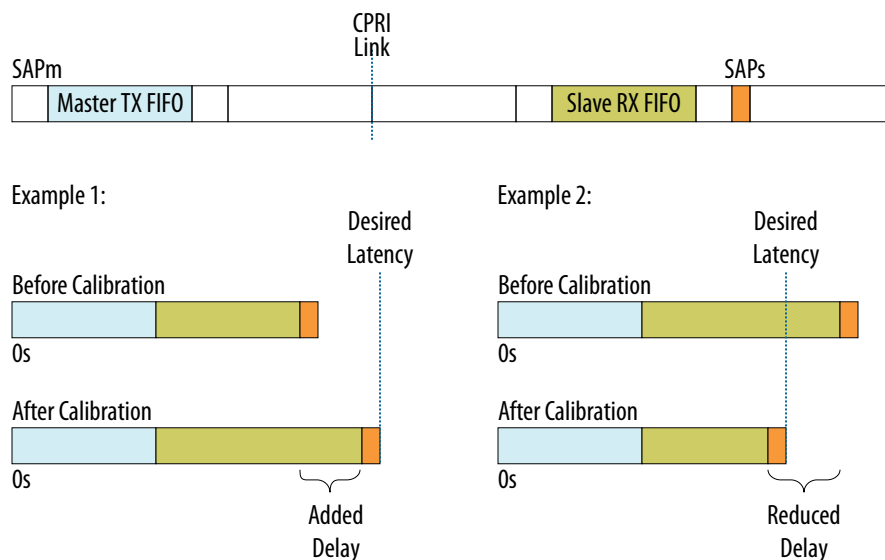 CPRI
Link
SAPm
SAPs
Master TX FIFO
Slave RX FIFO
Example 1:
Desired
Latency
Before Calibration
0s
After Calibration
0s
Added
Delay
Example 2:
Desired
Latency
Before Calibration
0s
After Calibration
0s
Reduced
Delay